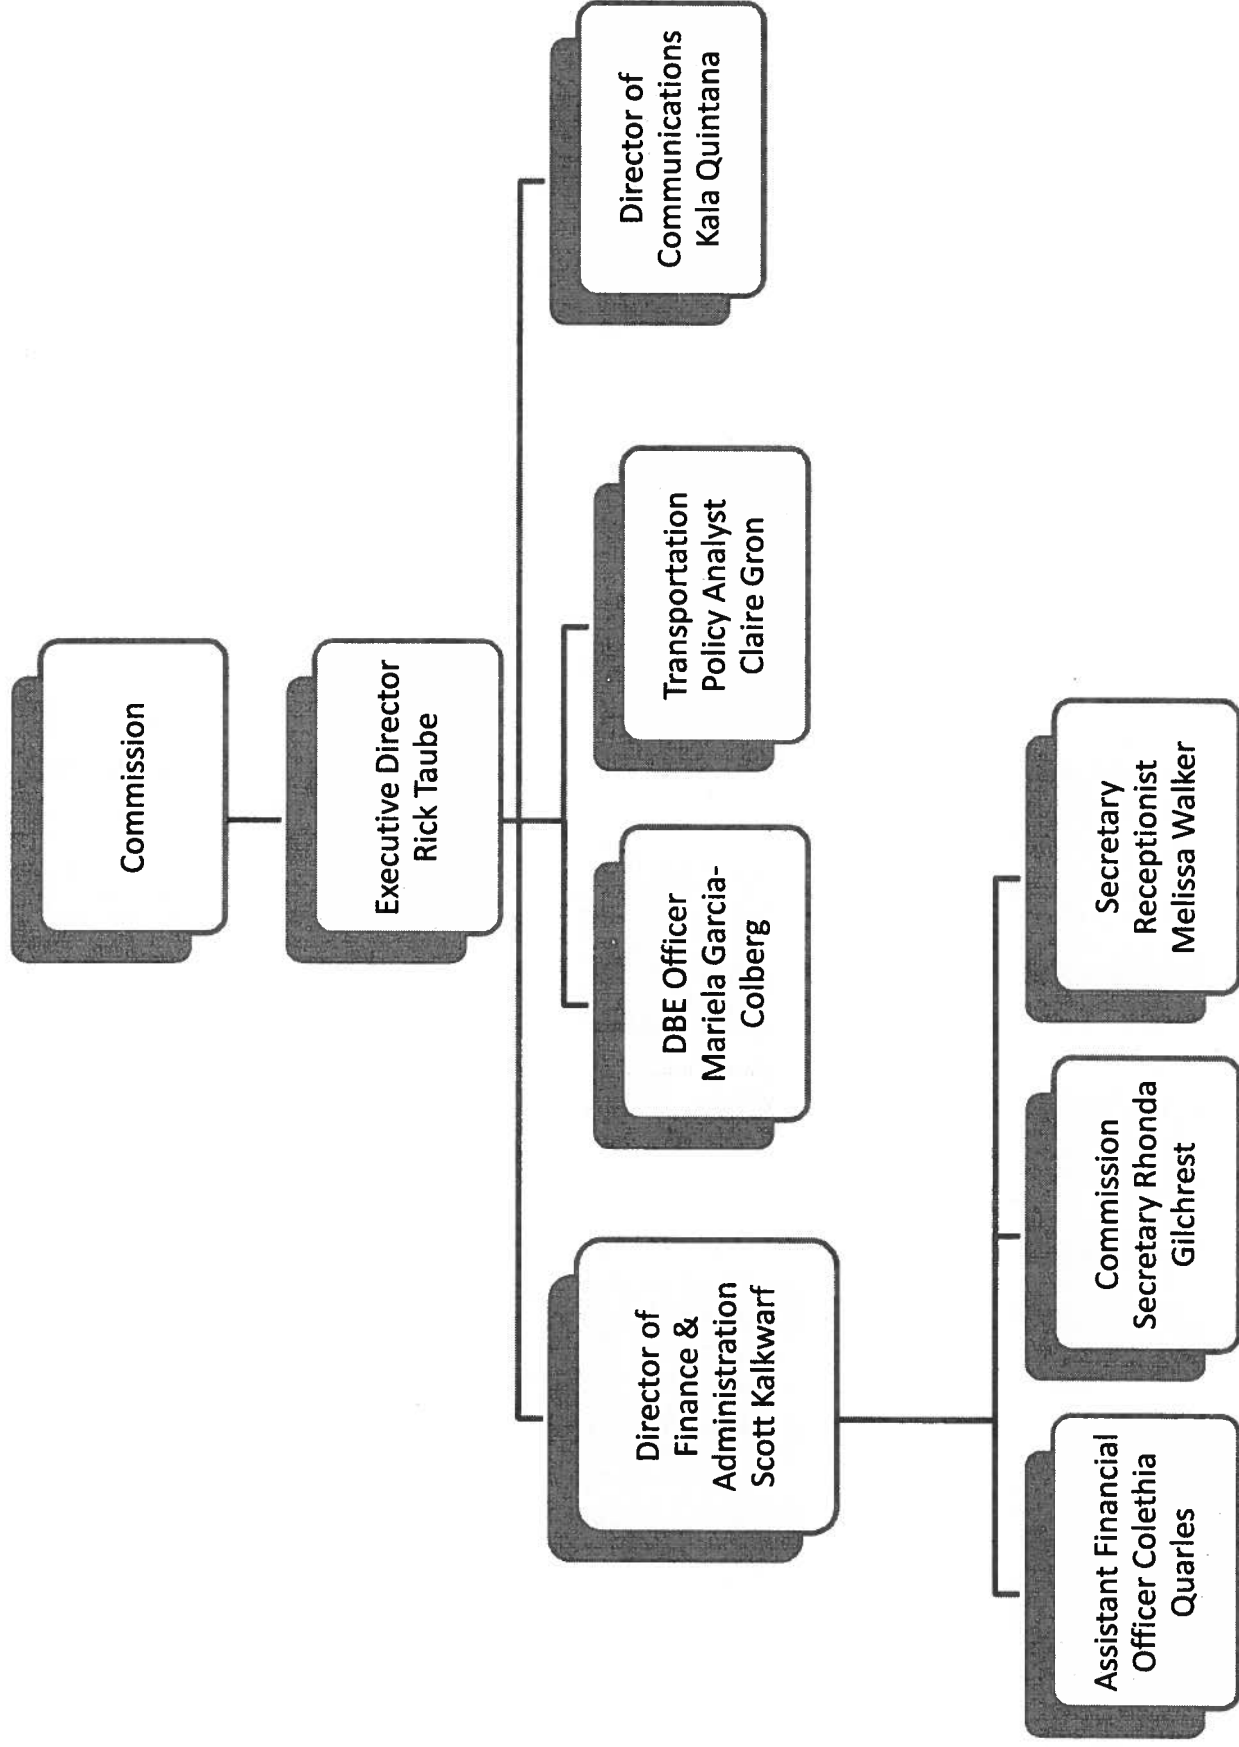 Commission
Executive Director
Rick Taube
Director of
Finance &
Administration
Scott Kalkwarf
DBE Officer
Mariela Garcia-
Colberg
Transportation
Policy Analyst
Claire Gron
Director of
Communications
Kala Quintana
Assistant Financial
Officer Colethia
Quarles
Commission
Secretary Rhonda
Gilchrest
Secretary
Receptionist
Melissa Walker